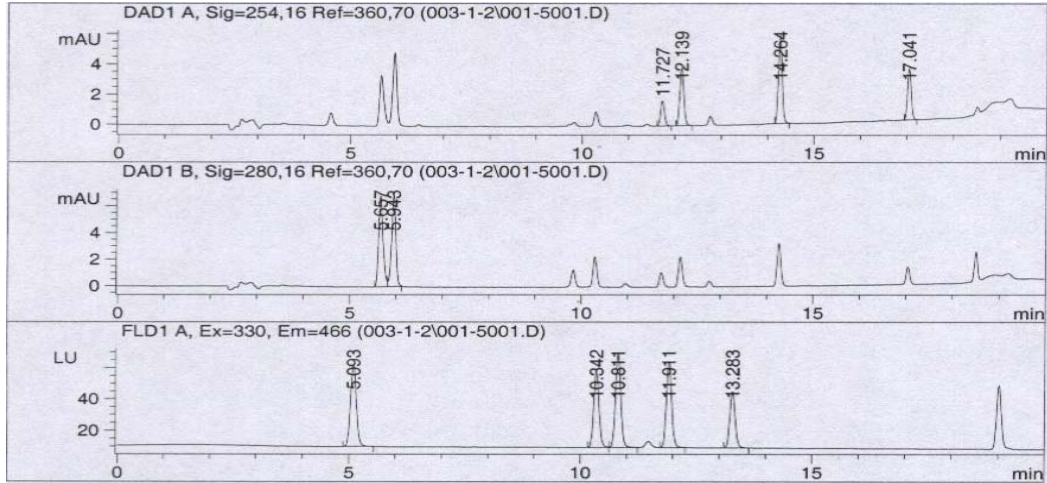 DAD1 A, Sig=254,16 Ref=360,70 (003-1-2\001-5001.D)
mAU
4
2
0
11.727
12.139
14.264
17.041
0 5 10 15 min
DAD1 B, Sig=280,16 Ref=360,70 (003-1-2\001-5001.D)
mAU
4
2
0
5.657
5.943
0 5 10 15 min
FLD1 A, Ex=330, Em=466 (003-1-2\001-5001.D)
LU
40
20
5.093
10.342
10.811
11.911
13.283
0 5 10 15 min